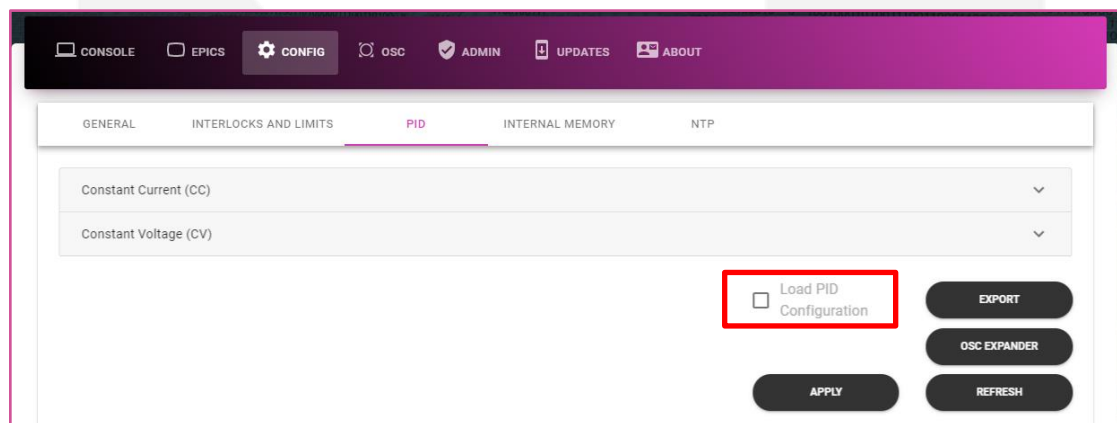 CONSOLE EPICS CONFIG OSC ADMIN UPDATES ABOUT
GENERAL INTERLOCKS AND LIMITS PID INTERNAL MEMORY NTP
Constant Current (CC)
Constant Voltage (CV)
Load PID
Configuration
EXPORT
OSC EXPANDER
APPLY REFRESH